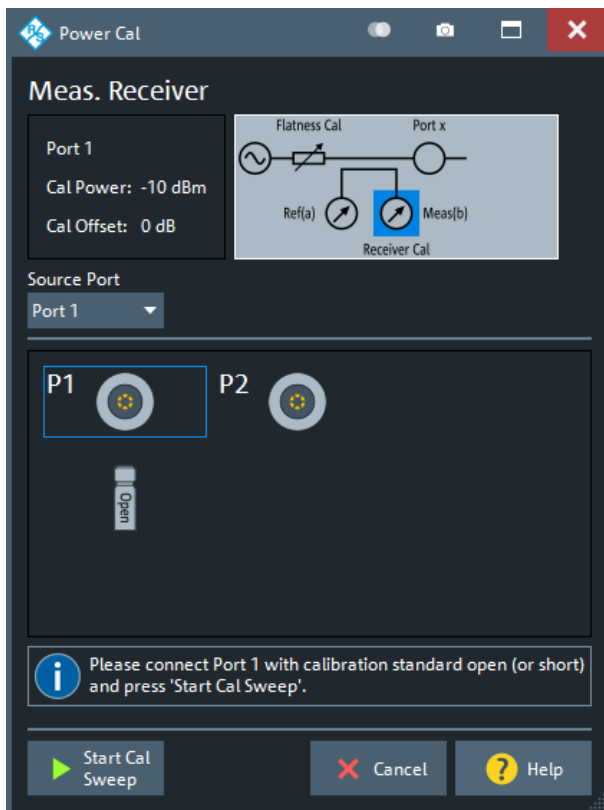 Power Cal
Meas. Receiver
Port 1
Cal Power: -10 dBm
Cal Offset: 0 dB
Flatness Cal
Port x
Ref(a)
Meas(b)
Receiver Cal
Source Port
Port 1
P1
P2
Open
Please connect Port 1 with calibration standard open (or short)
and press 'Start Cal Sweep'.
Start Cal
Sweep
Cancel
Help